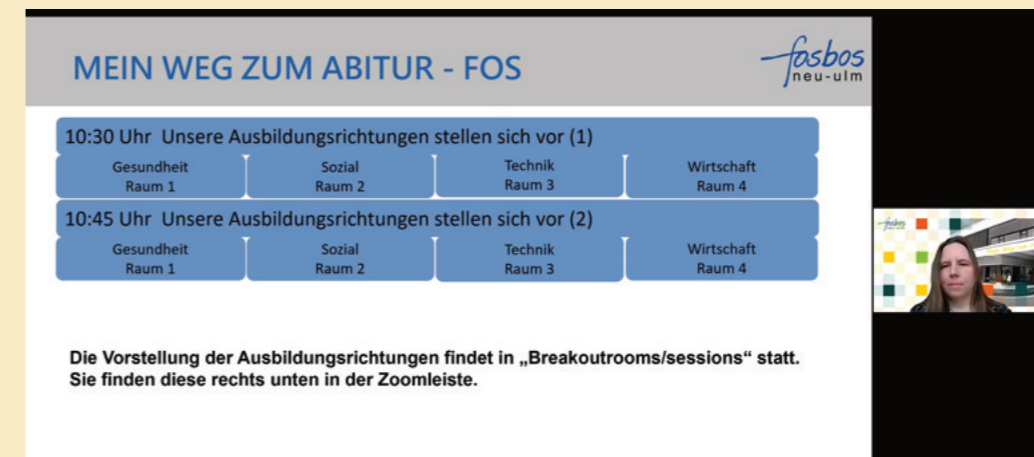 MEIN WEG ZUM ABITUR - FOS
fosbos
neu-ulm
10:30 Uhr Unsere Ausbildungsrichtungen stellen sich vor (1)
Gesundheit
Raum 1
Sozial
Raum 2
Technik
Raum 3
Wirtschaft
Raum 4
10:45 Uhr Unsere Ausbildungsrichtungen stellen sich vor (2)
Gesundheit
Raum 1
Sozial
Raum 2
Technik
Raum 3
Wirtschaft
Raum 4
Die Vorstellung der Ausbildungsrichtungen findet in „Breakoutrooms/sessions“ statt.
Sie finden diese rechts unten in der Zoomleiste.
fosbos